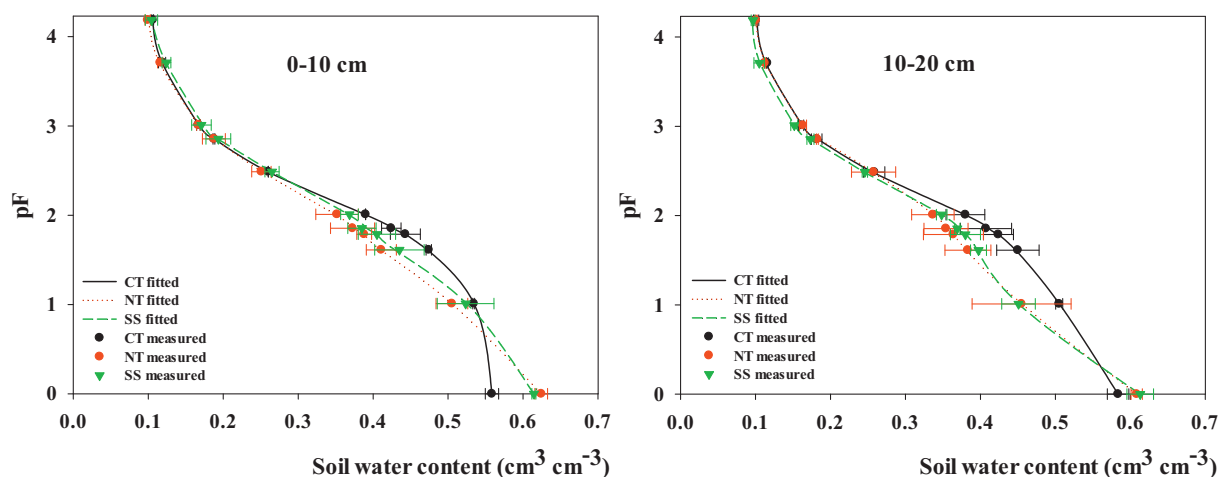 0-10 cm
pF
4
3
2
1
0
CT fitted
NT fitted
SS fitted
CT measured
NT measured
SS measured
0.0 0.1 0.2 0.3 0.4 0.5 0.6 0.7
Soil water content (cm³ cm⁻³)
10-20 cm
pF
4
3
2
1
0
CT fitted
NT fitted
SS fitted
CT measured
NT measured
SS measured
0.0 0.1 0.2 0.3 0.4 0.5 0.6 0.7
Soil water content (cm³ cm⁻³)